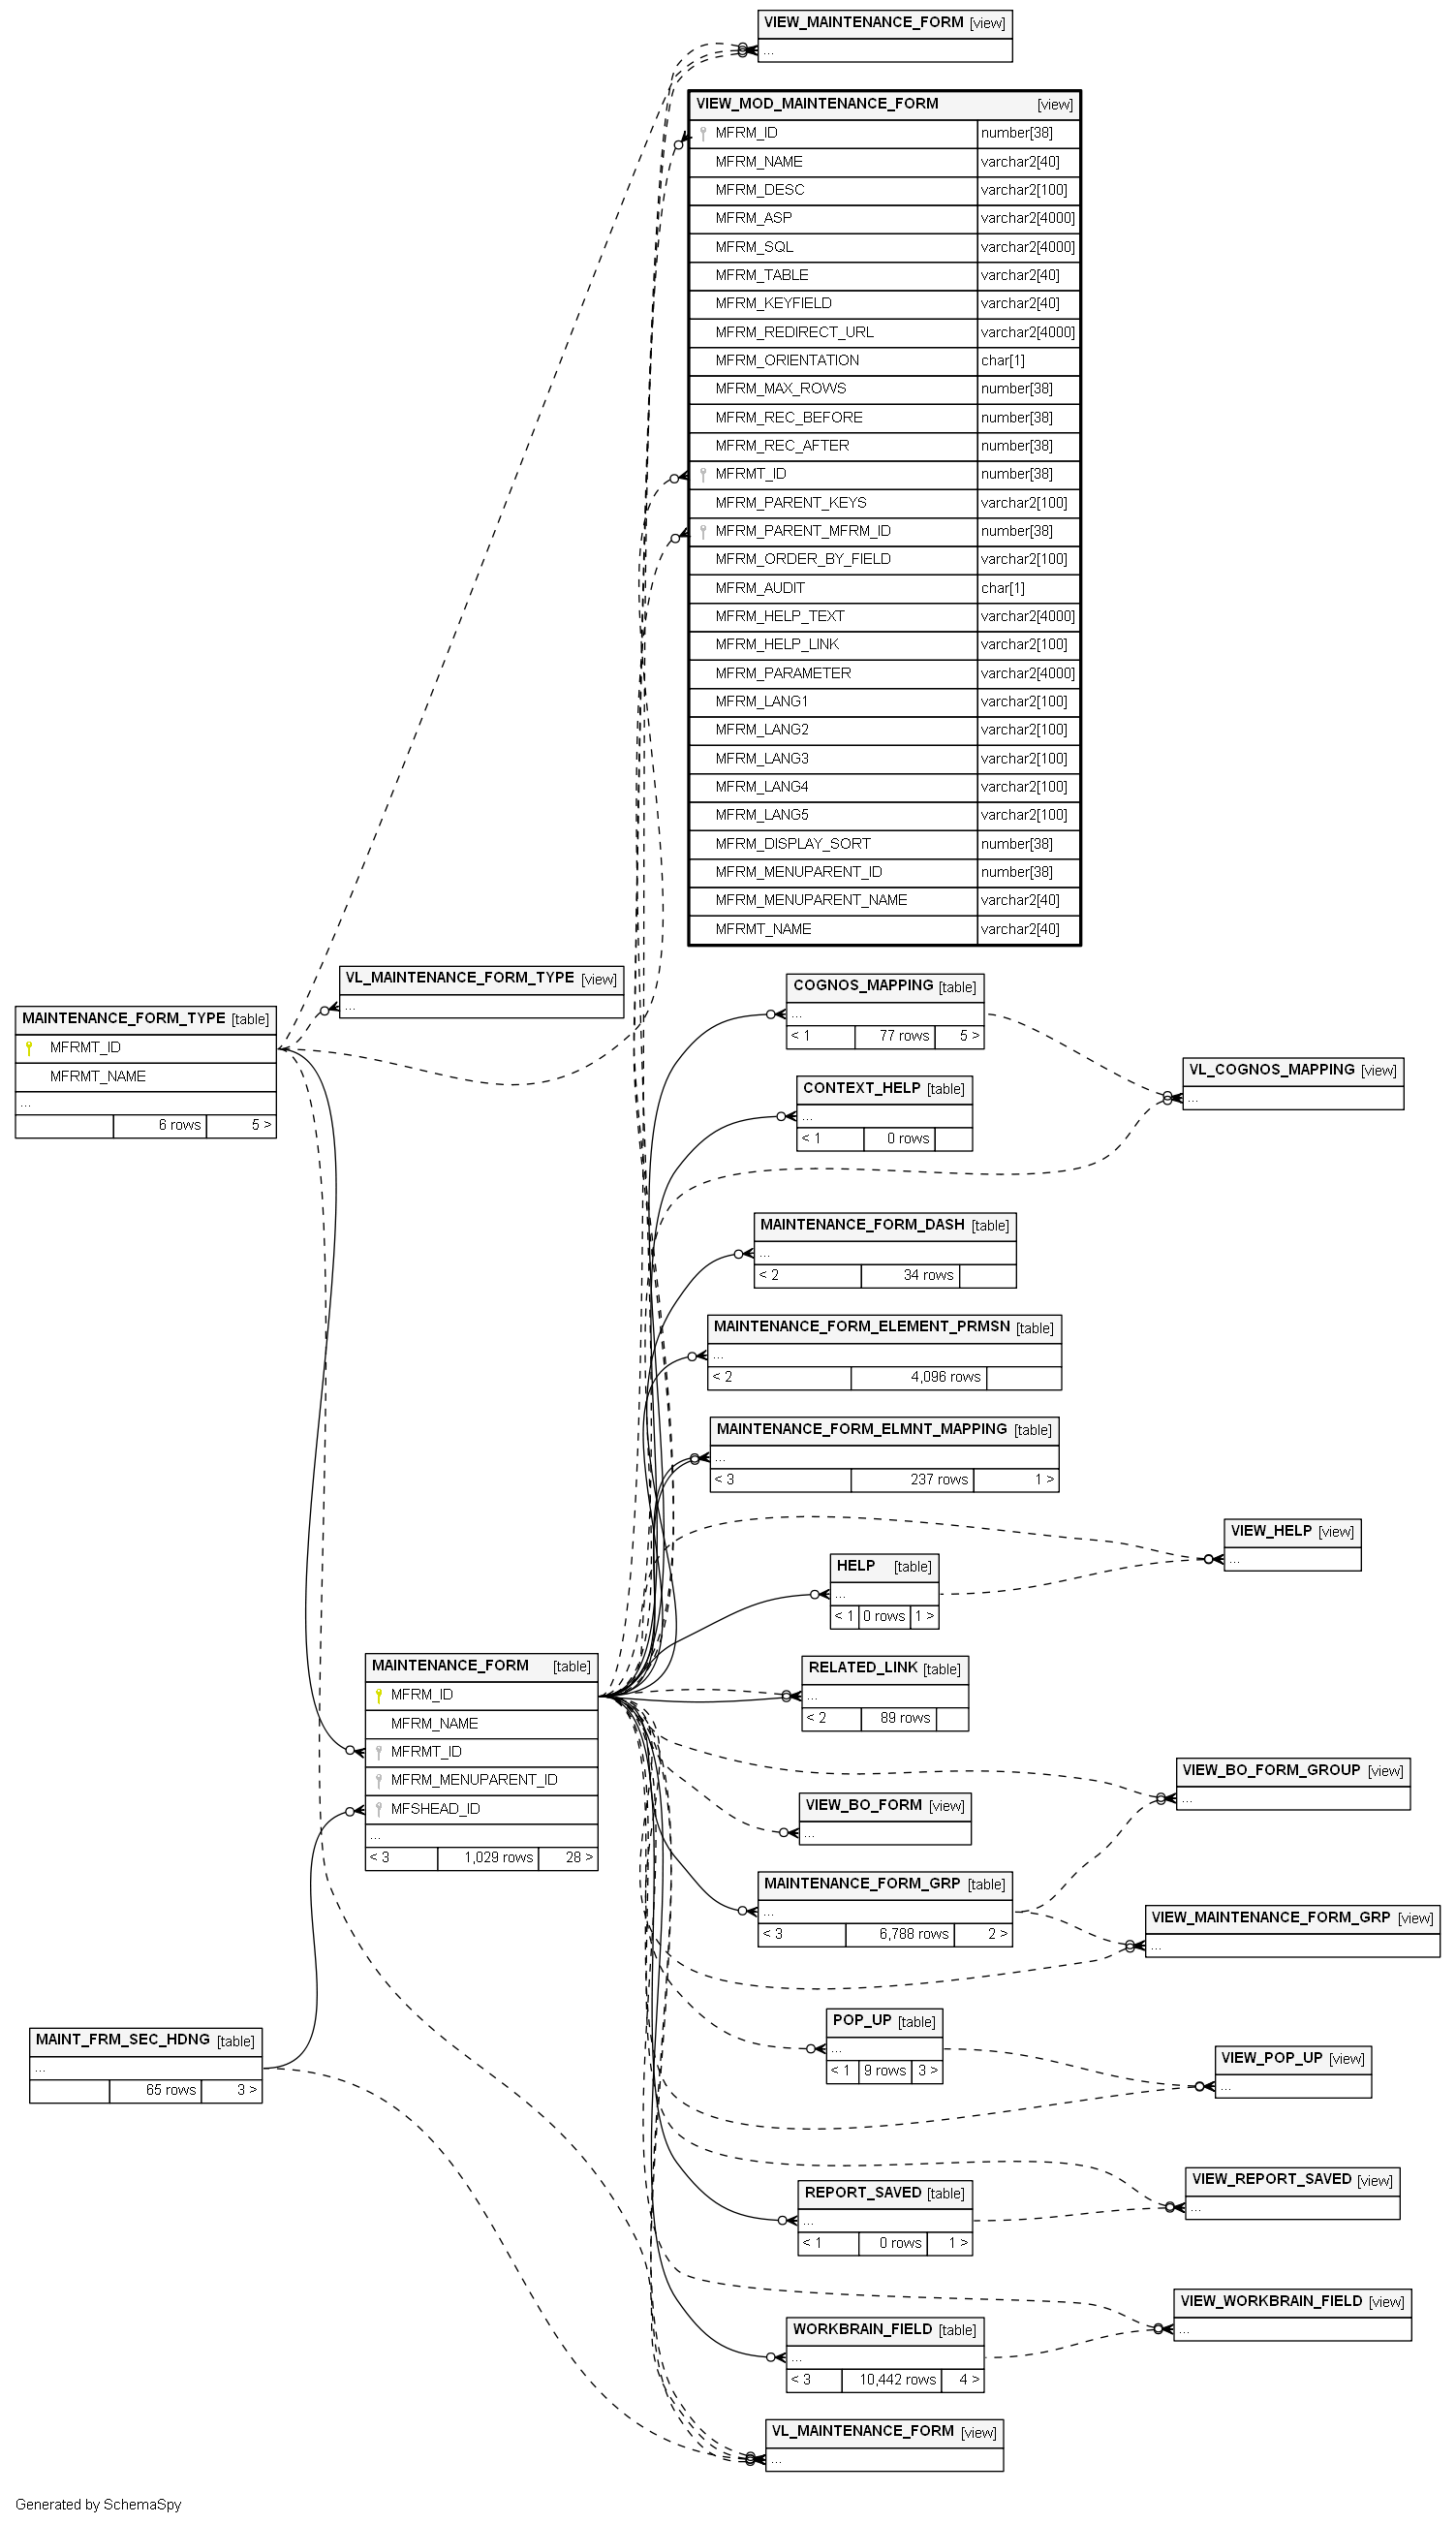 VIEW_MAINTENANCE_FORM [view]
...
VIEW_MOD_MAINTENANCE_FORM [view]
MFRM_ID number[38]
MFRM_NAME varchar2[40]
MFRM_DESC varchar2[100]
MFRM_ASP varchar2[4000]
MFRM_SQL varchar2[4000]
MFRM_TABLE varchar2[40]
MFRM_KEYFIELD varchar2[40]
MFRM_REDIRECT_URL varchar2[4000]
MFRM_ORIENTATION char[1]
MFRM_MAX_ROWS number[38]
MFRM_REC_BEFORE number[38]
MFRM_REC_AFTER number[38]
MFRMT_ID number[38]
MFRM_PARENT_KEYS varchar2[100]
MFRM_PARENT_MFRM_ID number[38]
MFRM_ORDER_BY_FIELD varchar2[100]
MFRM_AUDIT char[1]
MFRM_HELP_TEXT varchar2[4000]
MFRM_HELP_LINK varchar2[100]
MFRM_PARAMETER varchar2[4000]
MFRM_LANG1 varchar2[100]
MFRM_LANG2 varchar2[100]
MFRM_LANG3 varchar2[100]
MFRM_LANG4 varchar2[100]
MFRM_LANG5 varchar2[100]
MFRM_DISPLAY_SORT number[38]
MFRM_MENUPARENT_ID number[38]
MFRM_MENUPARENT_NAME varchar2[40]
MFRMT_NAME varchar2[40]
VL_MAINTENANCE_FORM_TYPE [view]
...
MAINTENANCE_FORM_TYPE [table]
MFRMT_ID
MFRMT_NAME
...
6 rows 5 >
COGNOS_MAPPING [table]
...
< 1 77 rows 5 >
VL_COGNOS_MAPPING [view]
...
CONTEXT_HELP [table]
...
< 1 0 rows
MAINTENANCE_FORM_DASH [table]
...
< 2 34 rows
MAINTENANCE_FORM_ELEMENT_PRMSN [table]
...
< 2 4,096 rows
MAINTENANCE_FORM_ELMNT_MAPPING [table]
...
< 3 237 rows 1 >
VIEW_HELP [view]
...
HELP [table]
...
< 1 0 rows 1 >
MAINTENANCE_FORM [table]
MFRM_ID
MFRM_NAME
MFRMT_ID
MFRM_MENUPARENT_ID
MFSHEAD_ID
...
< 3 1,029 rows 28 >
RELATED_LINK [table]
...
< 2 89 rows
VIEW_BO_FORM_GROUP [view]
...
VIEW_BO_FORM [view]
...
MAINTENANCE_FORM_GRP [table]
...
< 3 6,788 rows 2 >
VIEW_MAINTENANCE_FORM_GRP [view]
...
MAINT_FRM_SEC_HDNG [table]
...
65 rows 3 >
POP_UP [table]
...
< 1 9 rows 3 >
VIEW_POP_UP [view]
...
VIEW_REPORT_SAVED [view]
...
REPORT_SAVED [table]
...
< 1 0 rows 1 >
VIEW_WORKBRAIN_FIELD [view]
...
WORKBRAIN_FIELD [table]
...
< 3 10,442 rows 4 >
VL_MAINTENANCE_FORM [view]
...
Generated by SchemaSpy